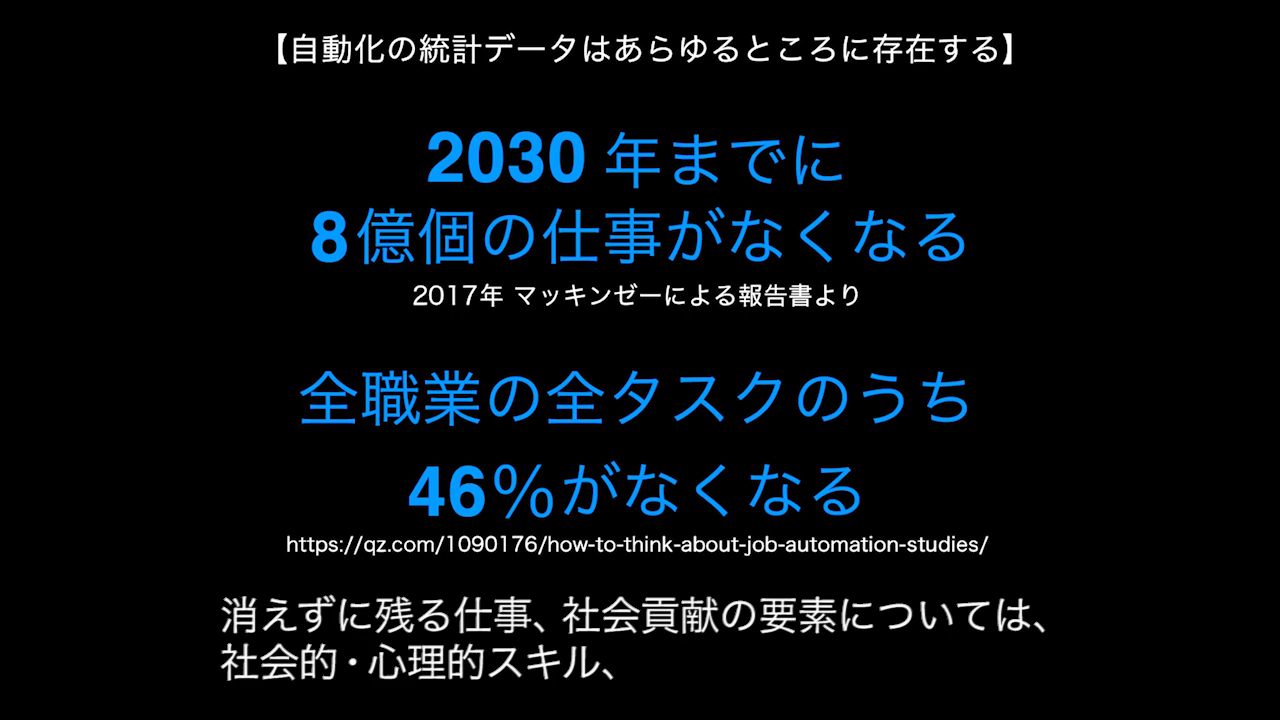 【自動化の統計データはあらゆるところに存在する】
2030 年までに
8億個の仕事がなくなる
2017年 マッキンゼーによる報告書より
全職業の全タスクのうち
46%がなくなる
https://qz.com/1090176/how-to-think-about-job-automation-studies/
消えずに残る仕事、社会貢献の要素については、
社会的・心理的スキル、